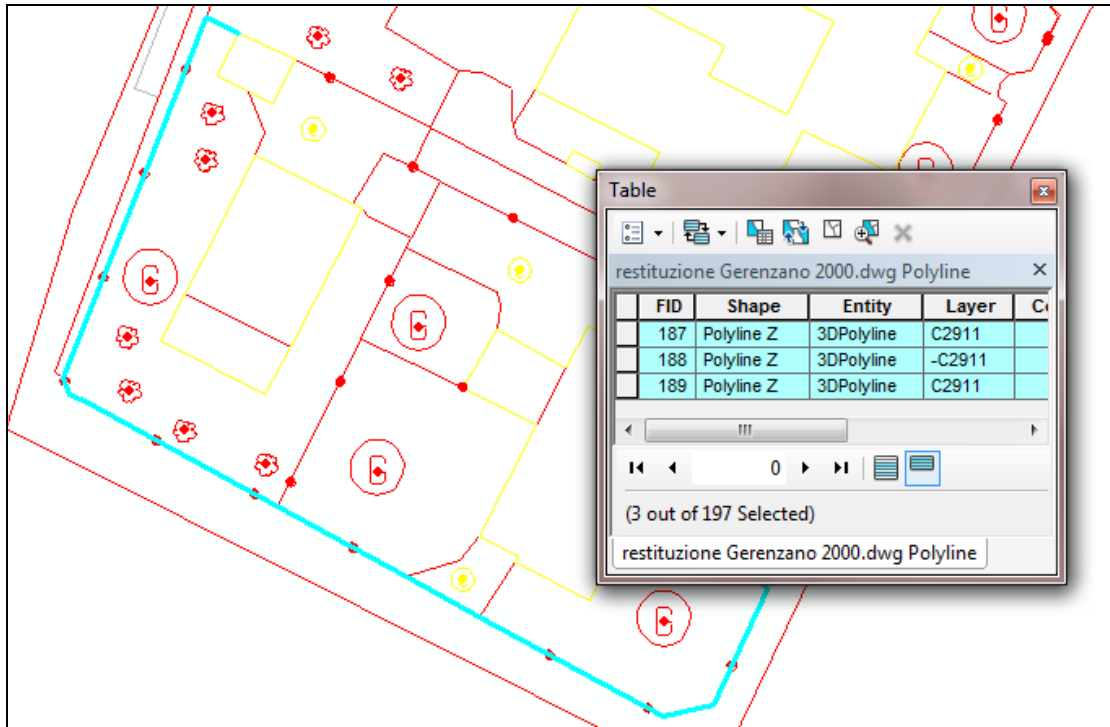 G
G
G
G
G
G
Table
restituzione Gerenzano 2000.dwg Polyline
FID Shape Entity Layer
187 Polyline Z 3DPolyline C2911
188 Polyline Z 3DPolyline -C2911
189 Polyline Z 3DPolyline C2911
0
(3 out of 197 Selected)
restituzione Gerenzano 2000.dwg Polyline